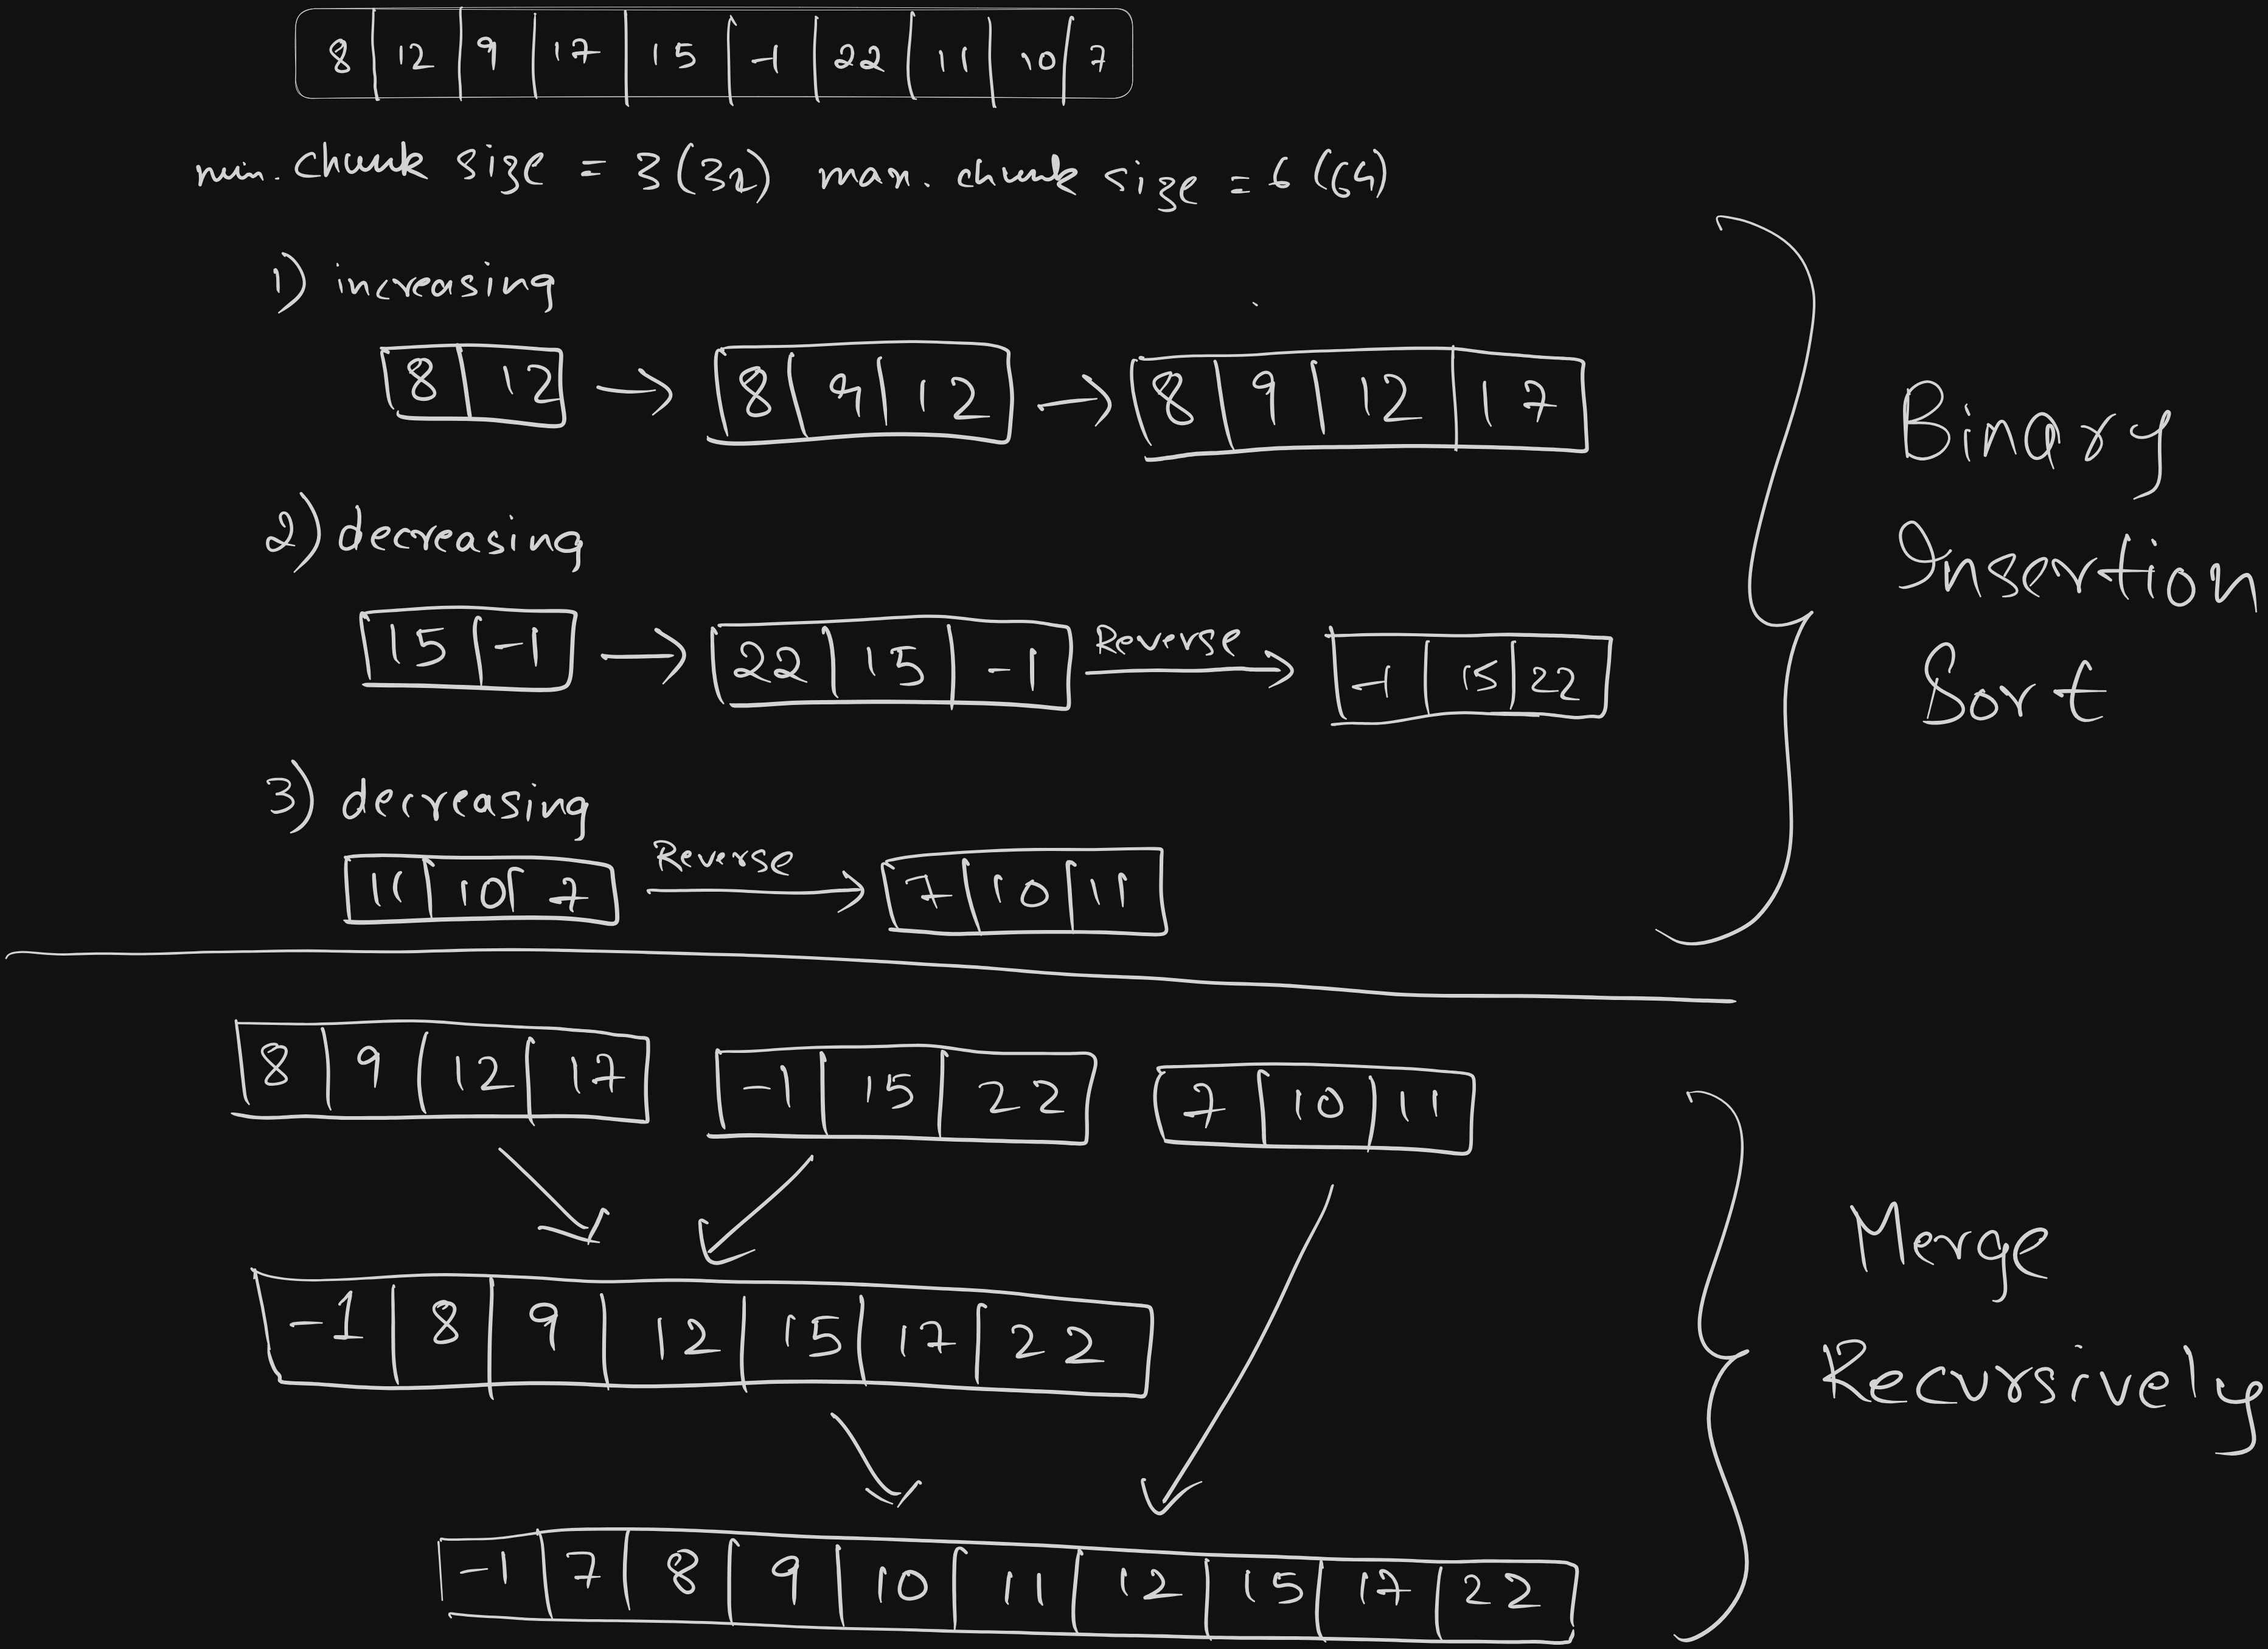 8 12 9 17 15 -1 22 11 10 7
min. chunk size = 3 (32) max. chunk size = 6 (64)
1) increasing
8 12 → 8 9 12 → 8 9 12 17
2) decreasing
15 -1 → 22 15 -1 Reverse → -1 15 22
3) decreasing
11 10 7 Reverse → 7 10 11
Binary
Insertion
Sort
8 9 12 17
-1 15 22
7 10 11
-1 8 9 12 15 17 22
-1 7 8 9 10 11 12 15 17 22
Merge
Recursively